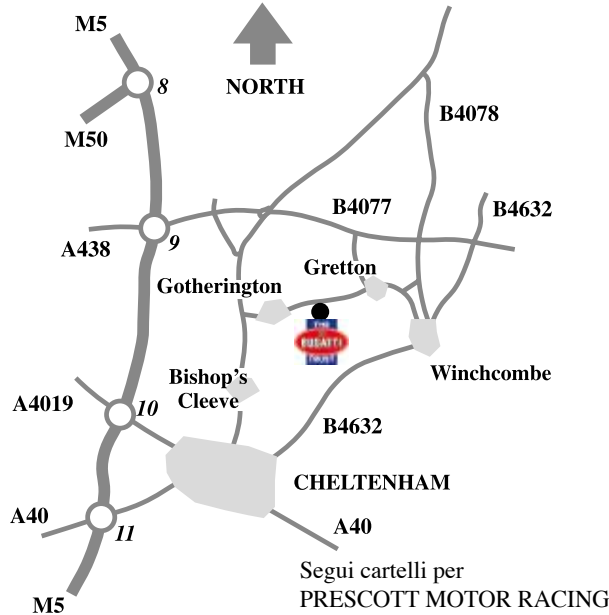 M5
8
NORTH
M50
B4078
B4077
B4632
A438
9
Gretton
Gotherington
THE
BUGATTI
TRUST
Bishop's
Cleeve
Winchcombe
A4019
10
B4632
CHELTENHAM
A40
11
A40
Segui cartelli per
PRESCOTT MOTOR RACING
M5